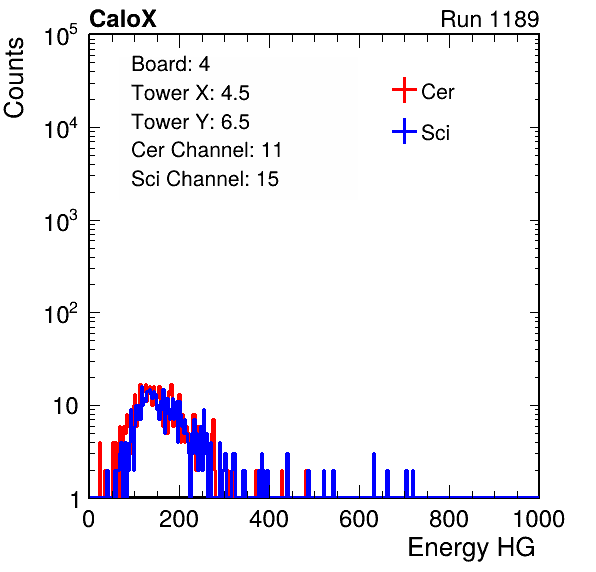 CaloX Run 1189
Counts
10^5
10^4
10^3
10^2
10
1
Board: 4
Tower X: 4.5
Tower Y: 6.5
Cer Channel: 11
Sci Channel: 15
Cer
Sci
0 200 400 600 800 1000
Energy HG